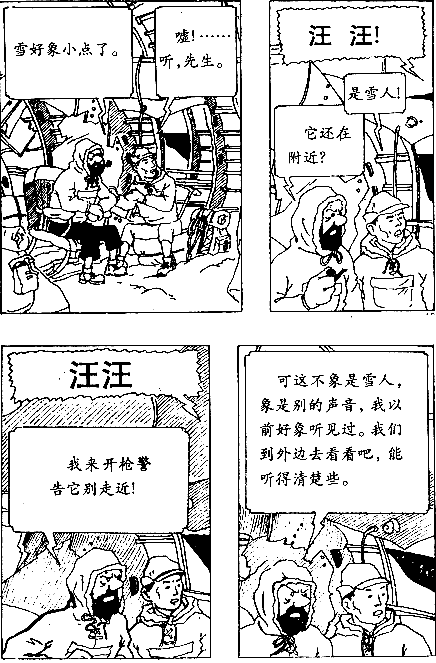 雪好象小点了。
嘘!……
听,先生。
汪 汪!
是雪人!
它还在
附近?
汪汪
我来开枪警
告它别走近!
可这不象是雪人,
象是别的声音,我以
前好象听见过。我们
到外边去看看吧,能
听得清楚些。